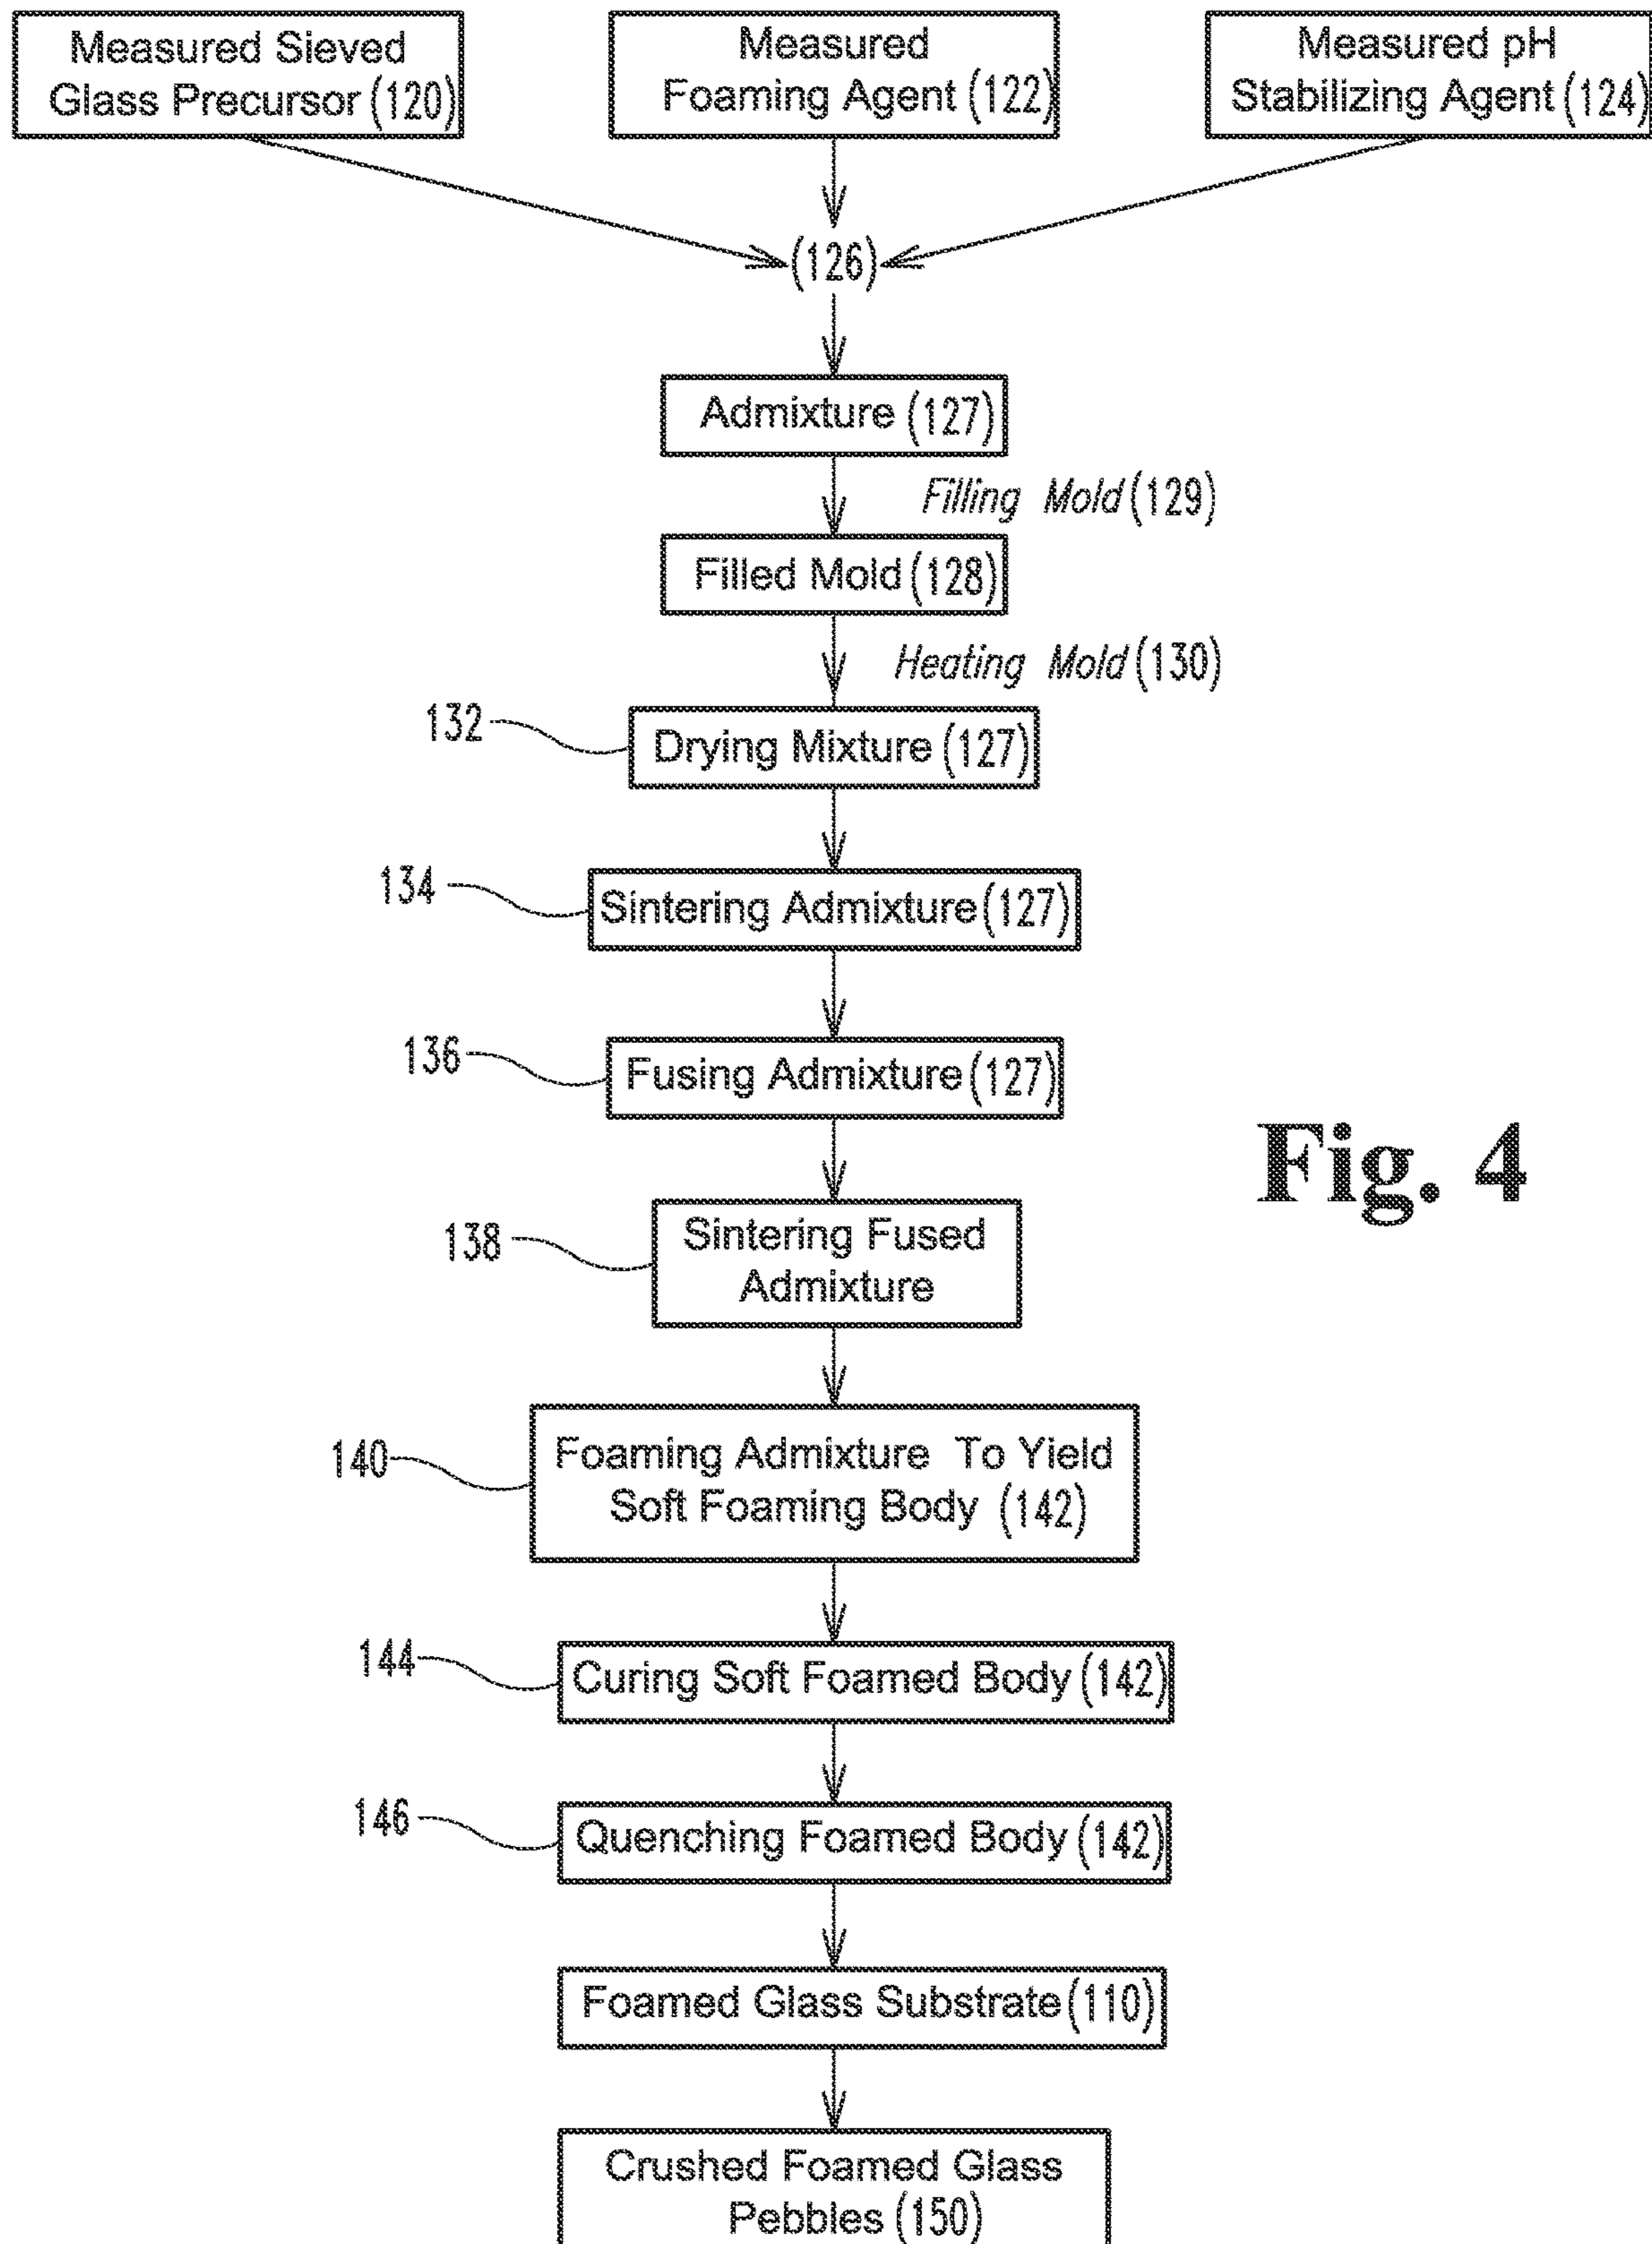 Measured Sieved
Glass Precursor (120)
Measured
Foaming Agent (122)
Measured pH
Stabilizing Agent (124)
(126)
Admixture (127)
Filling Mold (129)
Filled Mold (128)
Heating Mold (130)
132
Drying Mixture (127)
134
Sintering Admixture (127)
136
Fusing Admixture (127)
Fig. 4
138
Sintering Fused
Admixture
140
Foaming Admixture To Yield
Soft Foaming Body (142)
144
Curing Soft Foamed Body (142)
146
Quenching Foamed Body (142)
Foamed Glass Substrate (110)
Crushed Foamed Glass
Pebbles (150)